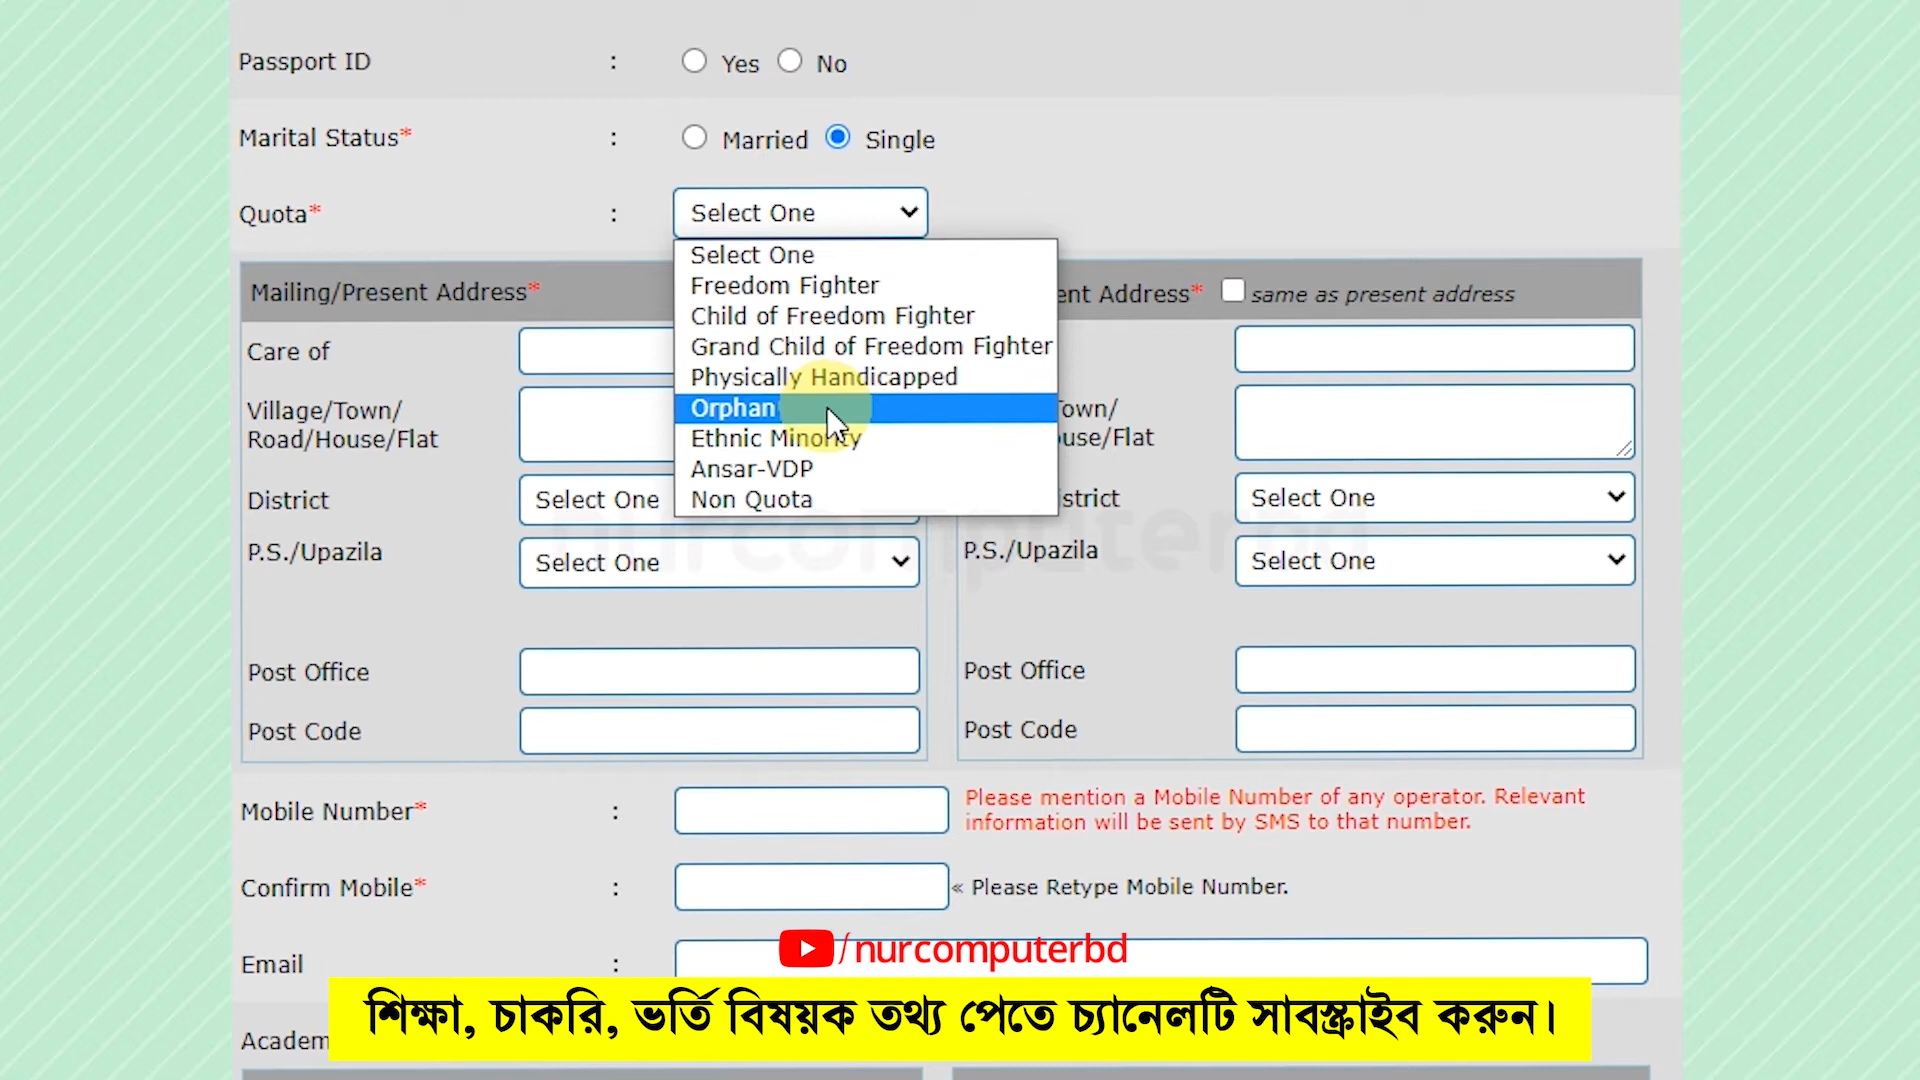 Passport ID : Yes No
Marital Status* : Married Single
Quota* : Select One
Select One
Freedom Fighter
Child of Freedom Fighter
Grand Child of Freedom Fighter
Physically Handicapped
Orphan
Ethnic Minority
Ansar-VDP
Non Quota
Mailing/Present Address*
Care of
Village/Town/
Road/House/Flat
District Select One
P.S./Upazila Select One
Post Office
Post Code
ent Address* same as present address
own/
use/Flat
strict Select One
P.S./Upazila Select One
Post Office
Post Code
nurcomputerbd
Mobile Number* : Please mention a Mobile Number of any operator. Relevant
information will be sent by SMS to that number.
Confirm Mobile* : « Please Retype Mobile Number.
Email :
/nurcomputerbd
শিক্ষা, চাকরি, ভর্তি বিষয়ক তথ্য পেতে চ্যানেলটি সাবস্ক্রাইব করুন।
Academ